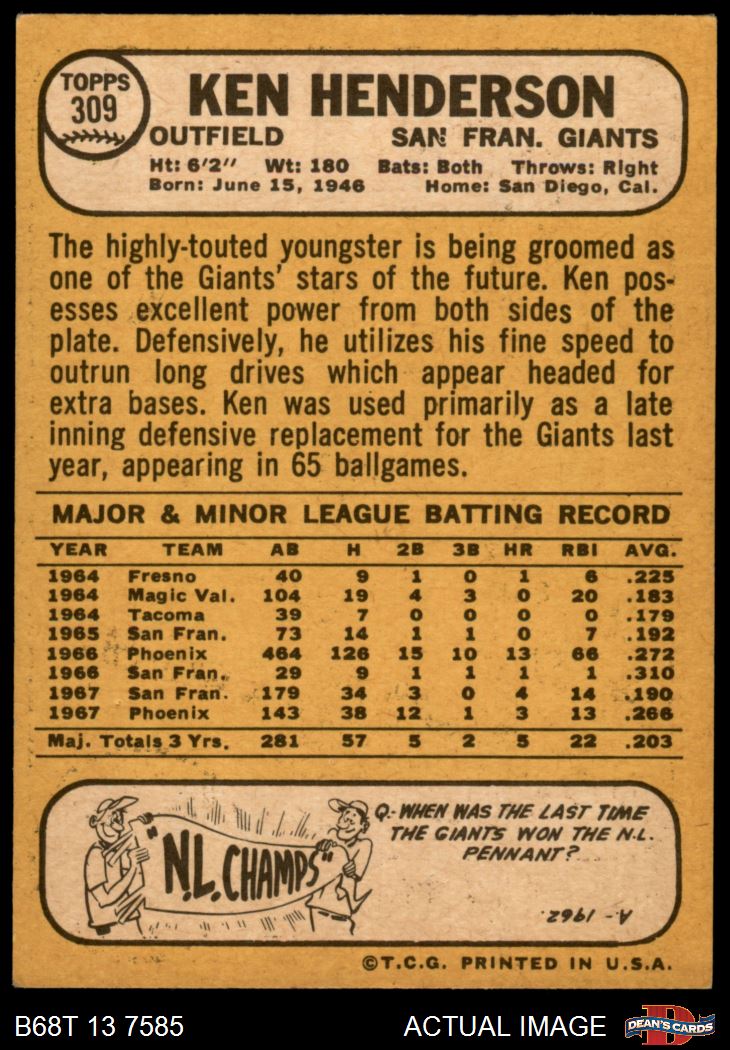 TOPPS
309
KEN HENDERSON
OUTFIELD SAN FRAN. GIANTS
Ht: 6'2" Wt: 180 Bats: Both Throws: Right
Born: June 15, 1946 Home: San Diego, Cal.
The highly-touted youngster is being groomed as
one of the Giants' stars of the future. Ken pos-
esses excellent power from both sides of the
plate. Defensively, he utilizes his fine speed to
outrun long drives which appear headed for
extra bases. Ken was used primarily as a late
inning defensive replacement for the Giants last
year, appearing in 65 ballgames.
MAJOR & MINOR LEAGUE BATTING RECORD
YEAR TEAM AB H 2B 3B HR RBI AVG.
1964 Fresno 40 9 1 0 1 6 .225
1964 Magic Val. 104 19 4 3 0 20 .183
1964 Tacoma 39 7 0 0 0 0 .179
1965 San Fran. 73 14 1 1 0 7 .192
1966 Phoenix 464 126 15 10 13 66 .272
1966 San Fran. 29 9 1 1 1 1 .310
1967 San Fran. 179 34 3 0 4 14 .190
1967 Phoenix 143 38 12 1 3 13 .266
Maj. Totals 3 Yrs. 281 57 5 2 5 22 .203
"N.L. CHAMPS"
Q.- WHEN WAS THE LAST TIME
THE GIANTS WON THE N.L.
PENNANT?
A- 1962.
©T.C.G. PRINTED IN U.S.A.
B68T 13 7585 ACTUAL IMAGE
D
DEAN'S CARDS